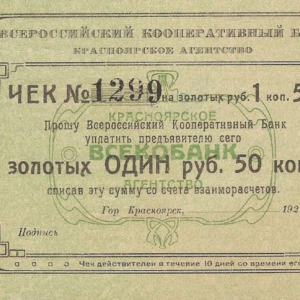 ВСЕРОССИЙСКИЙ КООПЕРАТИВНЫЙ Б
КРАСНОЯРСКОЕ АГЕНТСТВО
ЧЕК № 1299 на золотых руб. 1 коп. 5
КРАСНОЯРСКОЕ
Прошу Всероссийский Кооперативный Банк
уплатить предъявителю сего
ВСЕКОБАНК
золотых ОДИН руб. 50 коп
АГЕНТСТВО
списав эту сумму со счета взаиморасчетов.
Гор Красноярск, 192
Подпись
Чек действителен в течение 10 дней со времени его